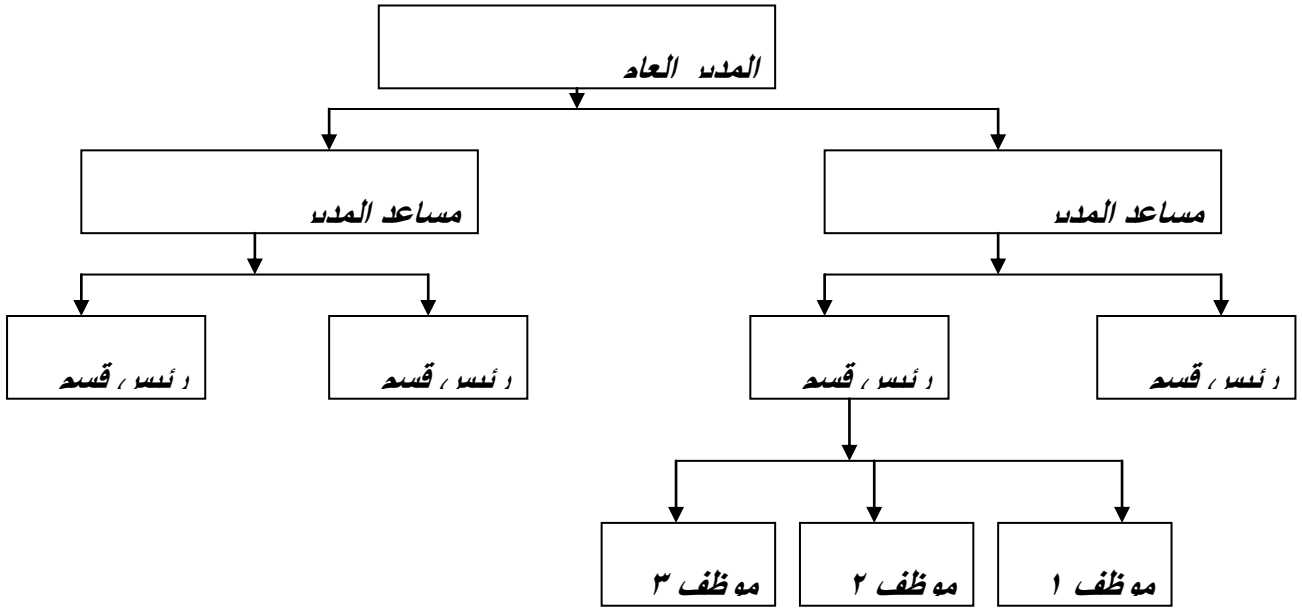 المدير العام
مساعد المدير
مساعد المدير
رئيس قسم
رئيس قسم
رئيس قسم
رئيس قسم
موظف ١
موظف ٢
موظف ٣